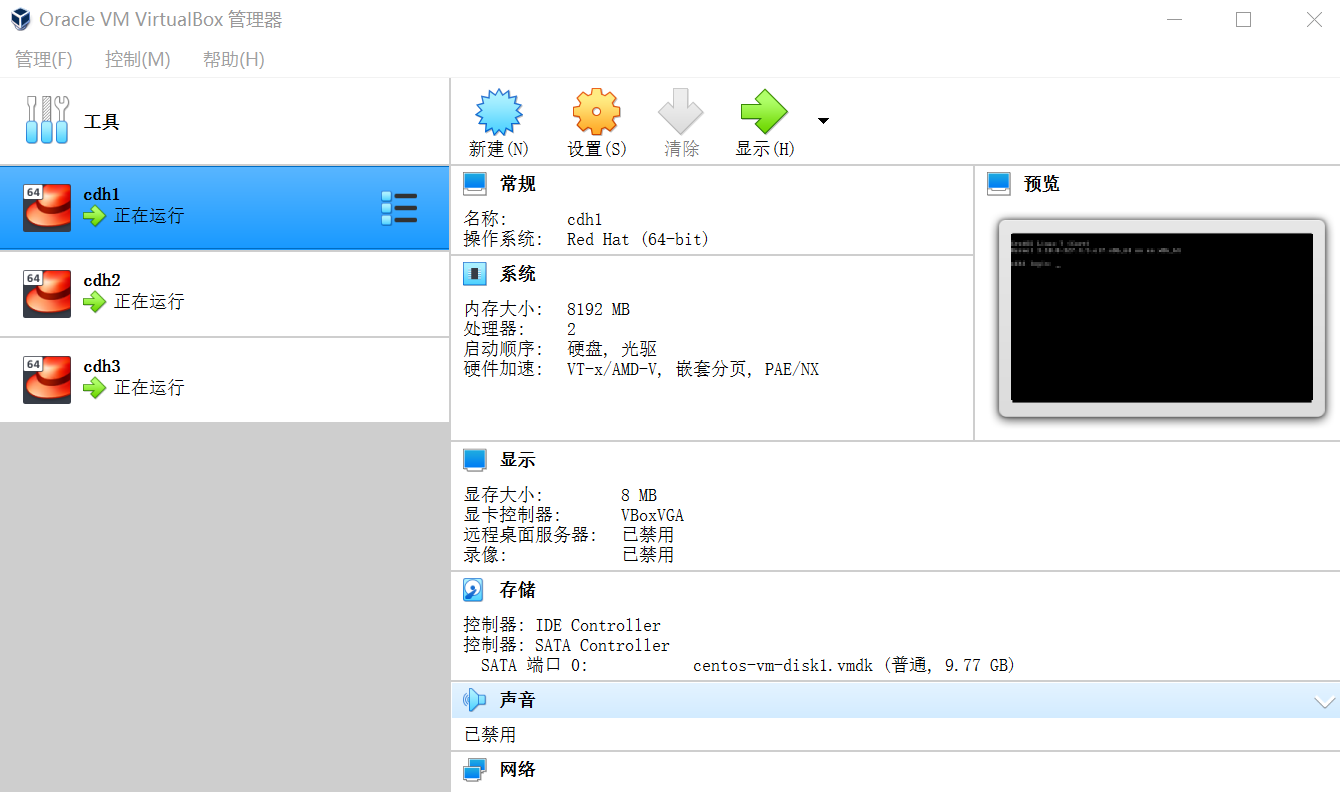 Oracle VM VirtualBox 管理器
管理(F) 控制(M) 帮助(H)
工具
新建(N) 设置(S) 清除 显示(H)
64
cdh1
正在运行
64
cdh2
正在运行
64
cdh3
正在运行
常规
名称: cdh1
操作系统: Red Hat (64-bit)
预览
系统
内存大小: 8192 MB
处理器: 2
启动顺序: 硬盘, 光驱
硬件加速: VT-x/AMD-V, 嵌套分页, PAE/NX
显示
显存大小: 8 MB
显卡控制器: VBoxVGA
远程桌面服务器: 已禁用
录像: 已禁用
存储
控制器: IDE Controller
控制器: SATA Controller
SATA 端口 0: centos-vm-disk1.vmdk (普通, 9.77 GB)
声音
已禁用
网络